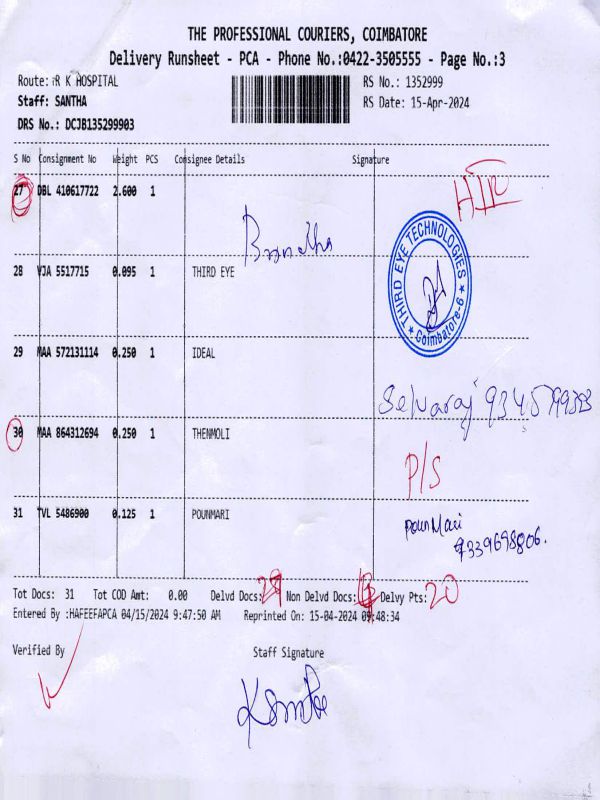 THE PROFESSIONAL COURIERS, COIMBATORE
Delivery Runsheet - PCA - Phone No.:0422-3505555 - Page No.:3
Route: R K HOSPITAL RS No.: 1352999
Staff: SANTHA RS Date: 15-Apr-2024
DRS No.: DCJB135299903
S No Consignment No Weight PCS Consignee Details Signature
27 DBL 410617722 2.600 1
THIRD EYE TECHNOLOGIES
Coimbatore-6
28 VJA 5517715 0.095 1 THIRD EYE
29 MAA 572131114 0.250 1 IDEAL
Selvaraj
30 MAA 864312694 0.250 1 THENMOLI
P/S
31 TVL 5486900 0.125 1 POUNMARI
PounMari
9339698806.
Tot Docs: 31 Tot COD Amt: 0.00 Delvd Docs: Non Delvd Docs: Delvy Pts: 20
Entered By :HAFEEFAPCA 04/15/2024 9:47:50 AM Reprinted On: 15-04-2024 09:48:34
Verified By Staff Signature